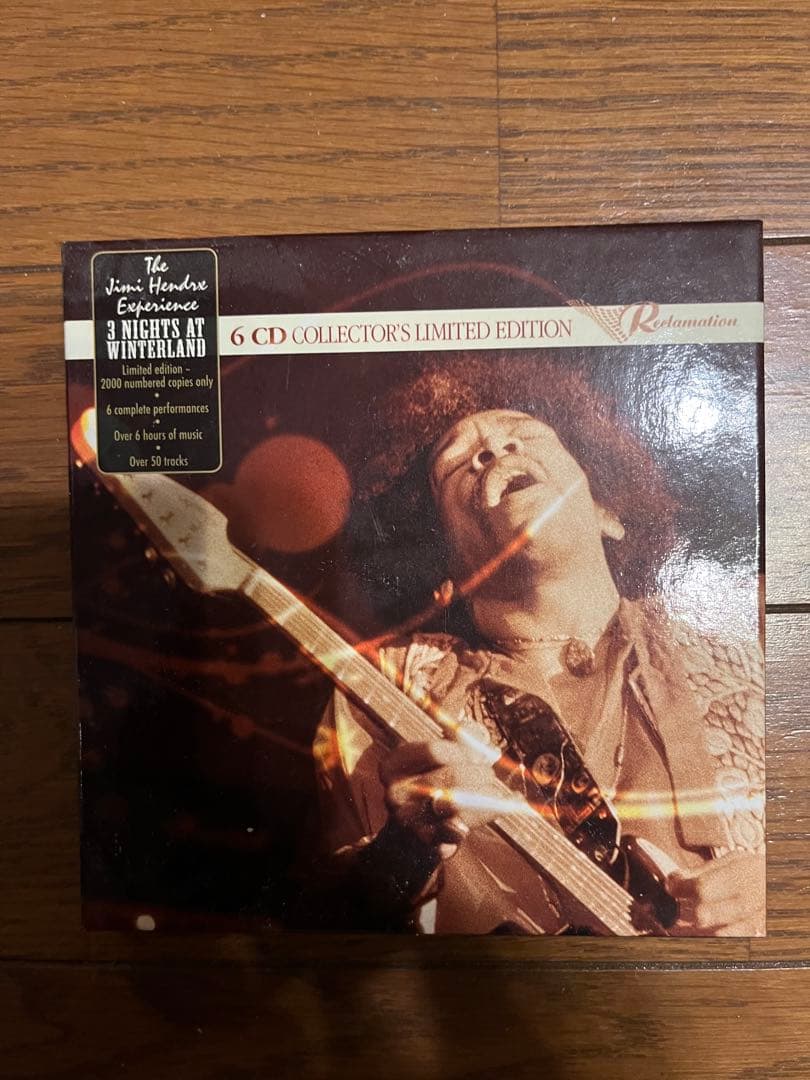 The
Jimi Hendrx
Experience
3 NIGHTS AT
WINTERLAND
Limited edition –
2000 numbered copies only
•
6 complete performances
•
Over 6 hours of music
•
Over 50 tracks
6 CD COLLECTOR'S LIMITED EDITION
Reclamation